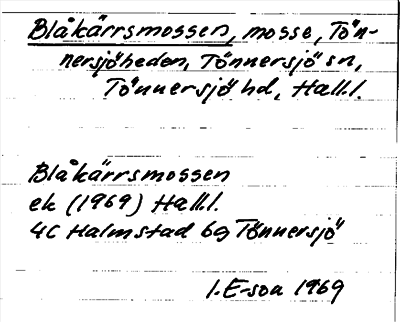 Blåkärrsmossen, mosse, Tön-
nersjöheden, Tönnersjö sn,
Tönnersjö hd, Hall.
Blåkärrsmossen
ek (1969) Hall.
4C Halmstad 6g Tönnersjö
I. E-son 1969